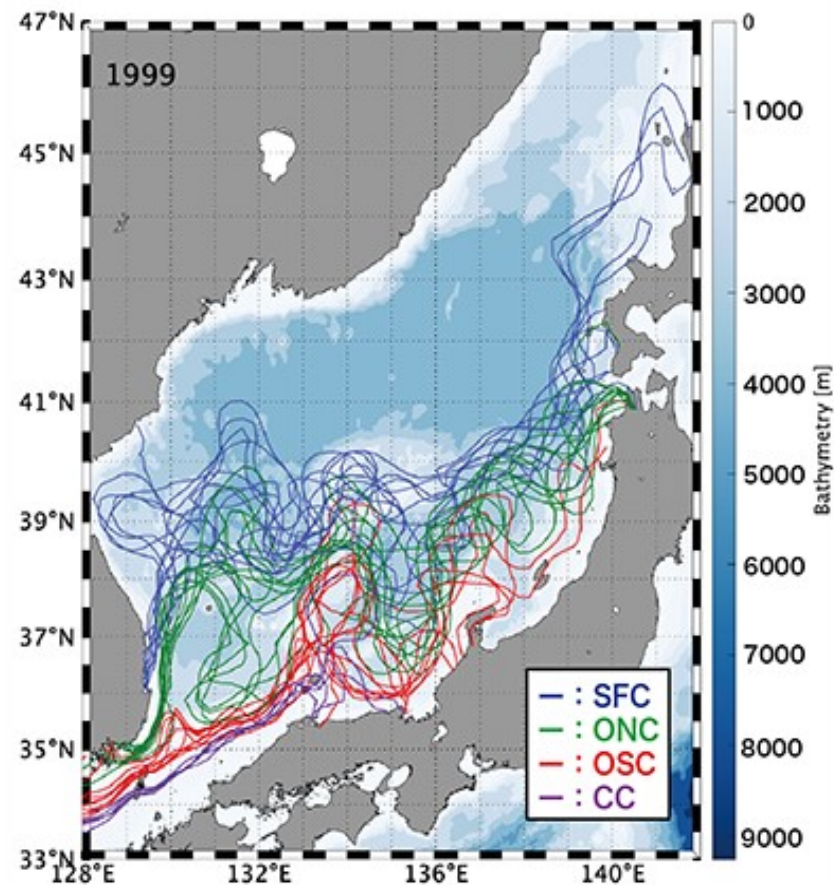 1999
47°N
45°N
43°N
41°N
39°N
37°N
35°N
33°N
128°E
132°E
136°E
140°E
0
1000
2000
3000
4000
5000
6000
7000
8000
9000
Bathymetry [m]
— : SFC
— : ONC
— : OSC
— : CC